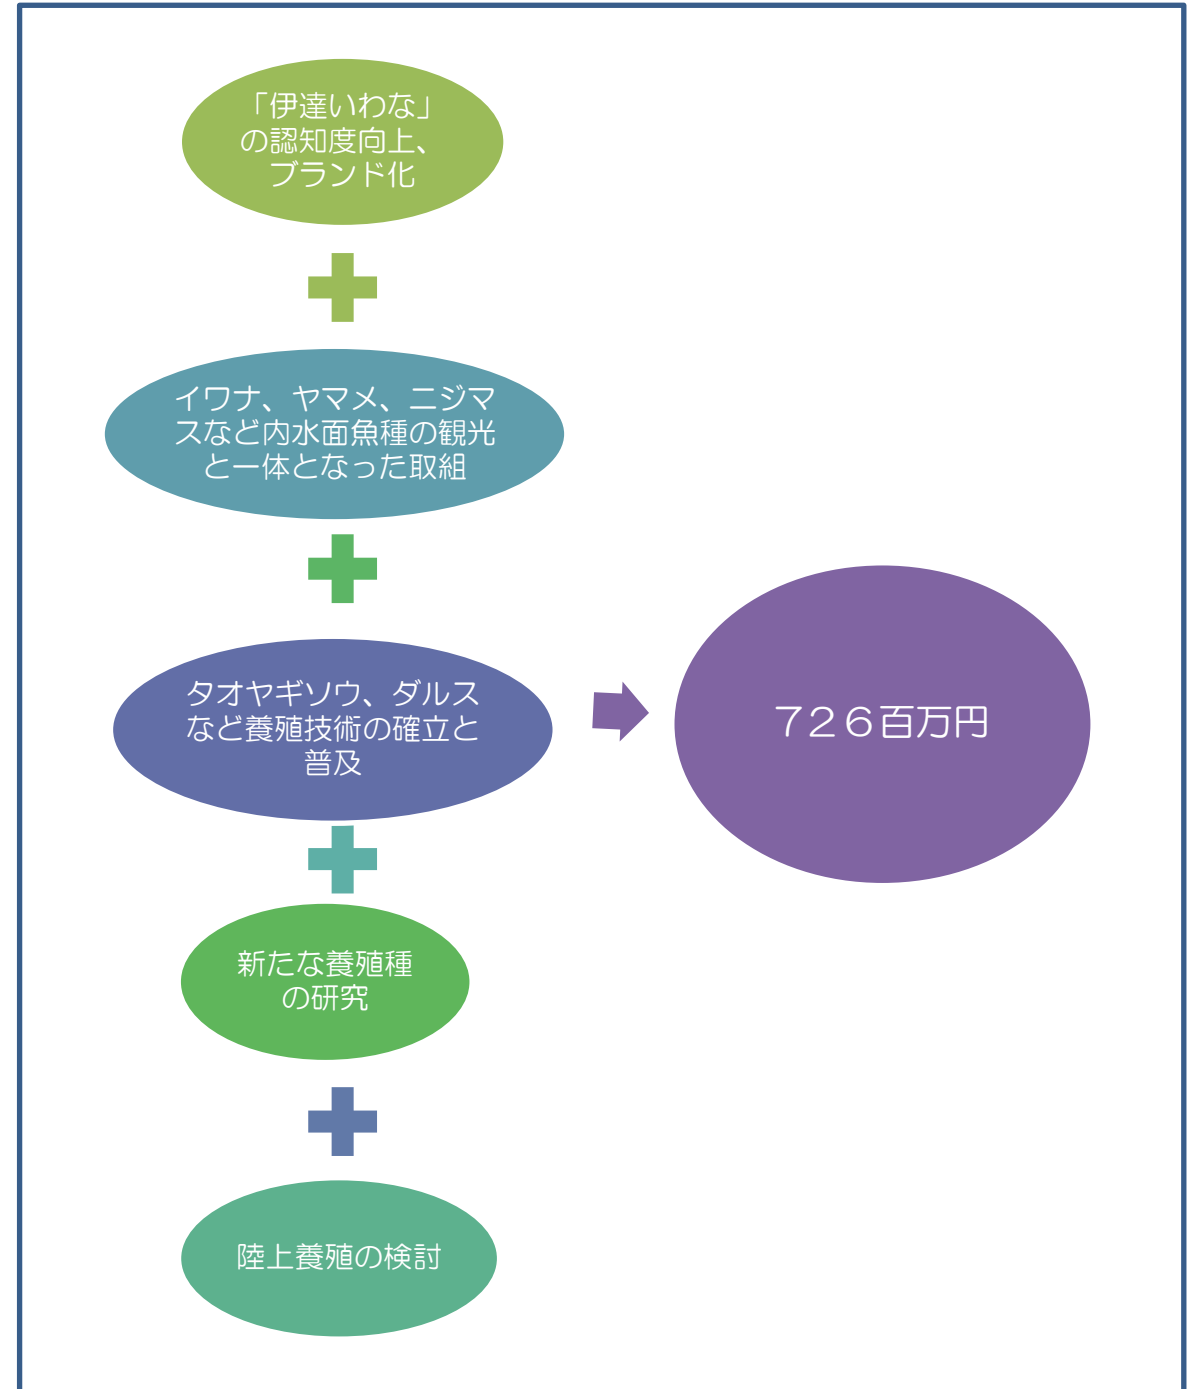 「伊達いわな」
の認知度向上、
ブランド化
イワナ、ヤマメ、ニジマ
スなど内水面魚種の観光
と一体となった取組
タオヤギソウ、ダルス
など養殖技術の確立と
普及
７２６百万円
新たな養殖種
の研究
陸上養殖の検討